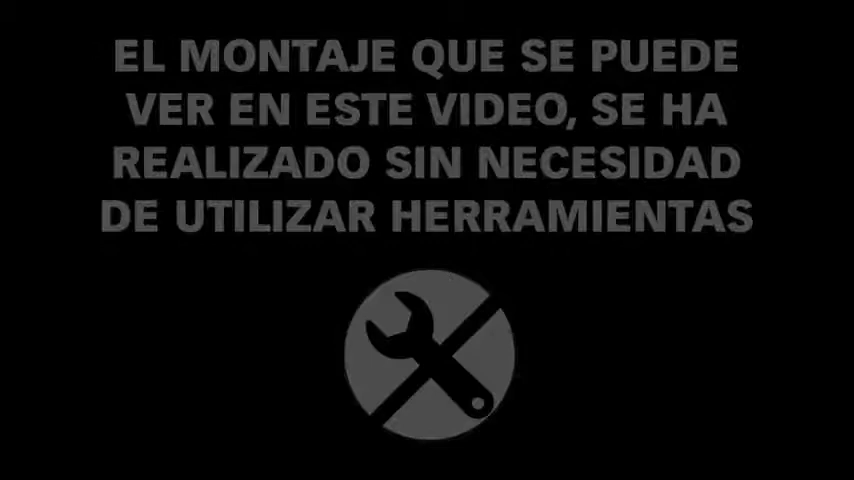 EL MONTAJE QUE SE PUEDE
VER EN ESTE VIDEO, SE HA
REALIZADO SIN NECESIDAD
DE UTILIZAR HERRAMIENTAS